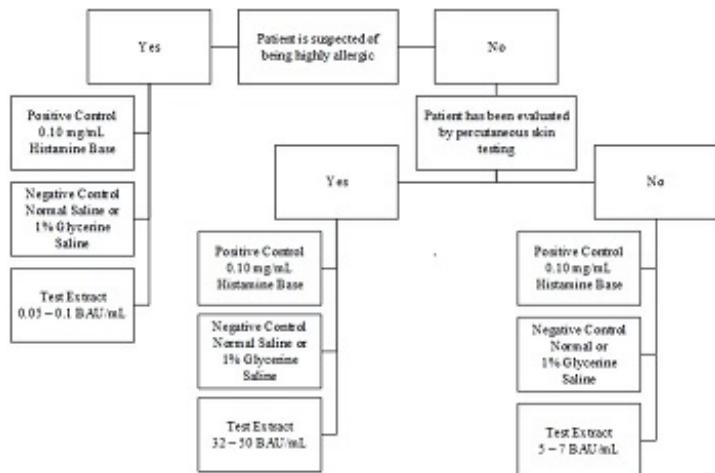 Yes
Patient is suspected of
being highly allergic
No
Positive Control
0.10 mg/mL
Histamine Base
Negative Control
Normal Saline or
1% Glycerine
Saline
Test Extract
0.05 – 0.1 BAU/mL
Patient has been evaluated
by percutaneous skin
testing
Yes
No
Positive Control
0.10 mg/mL
Histamine Base
Negative Control
Normal Saline or
1% Glycerine
Saline
Test Extract
32 – 50 BAU/mL
Positive Control
0.10 mg/mL
Histamine Base
Negative Control
Normal or
1% Glycerine
Saline
Test Extract
5 – 7 BAU/mL